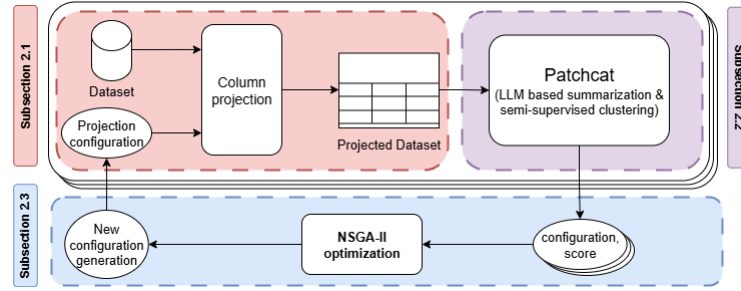 Subsection 2.1
Dataset
Projection
configuration
Column
projection
Projected Dataset
Patchcat
(LLM based summarization &
semi-supervised clustering)
Subsection 2.2
Subsection 2.3
New
configuration
generation
NSGA-II
optimization
configuration,
score